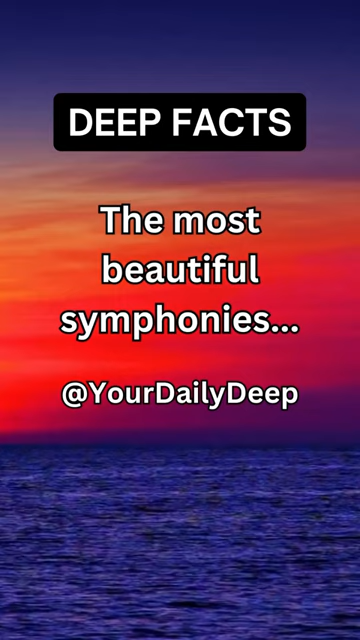 DEEP FACTS
The most
beautiful
symphonies...
@YourDailyDeep